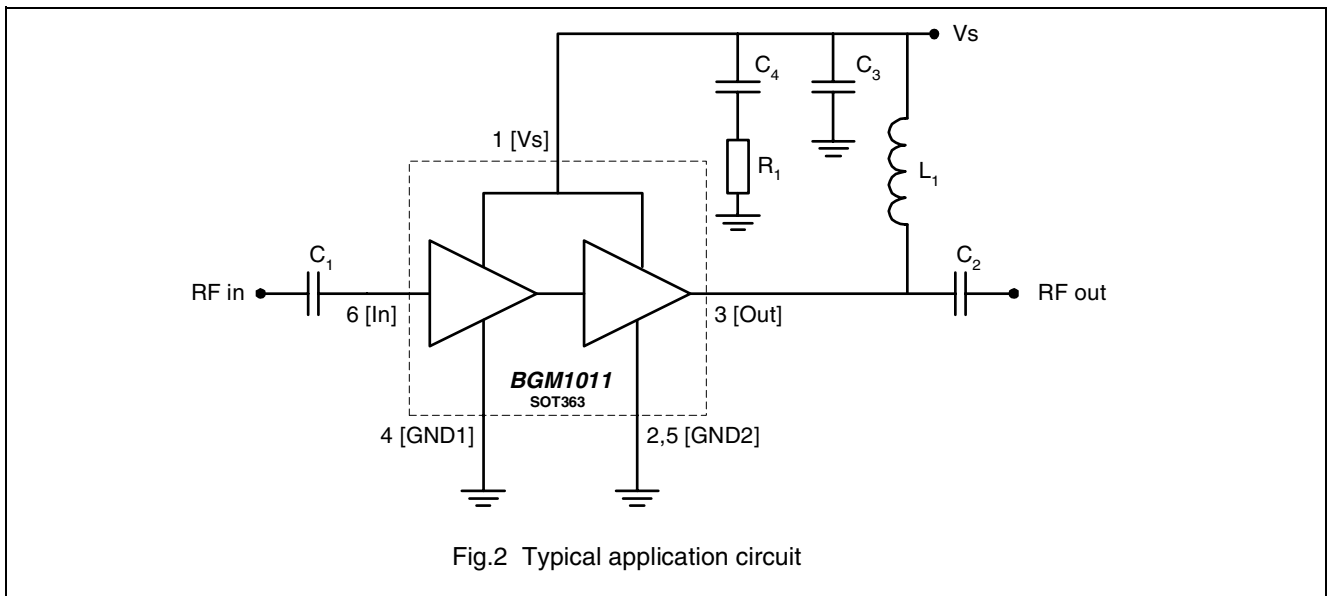 Vs
C4
C3
1 [Vs]
R1
L1
C1
C2
RF in
RF out
6 [In]
3 [Out]
BGM1011
SOT363
4 [GND1]
2,5 [GND2]
Fig.2 Typical application circuit